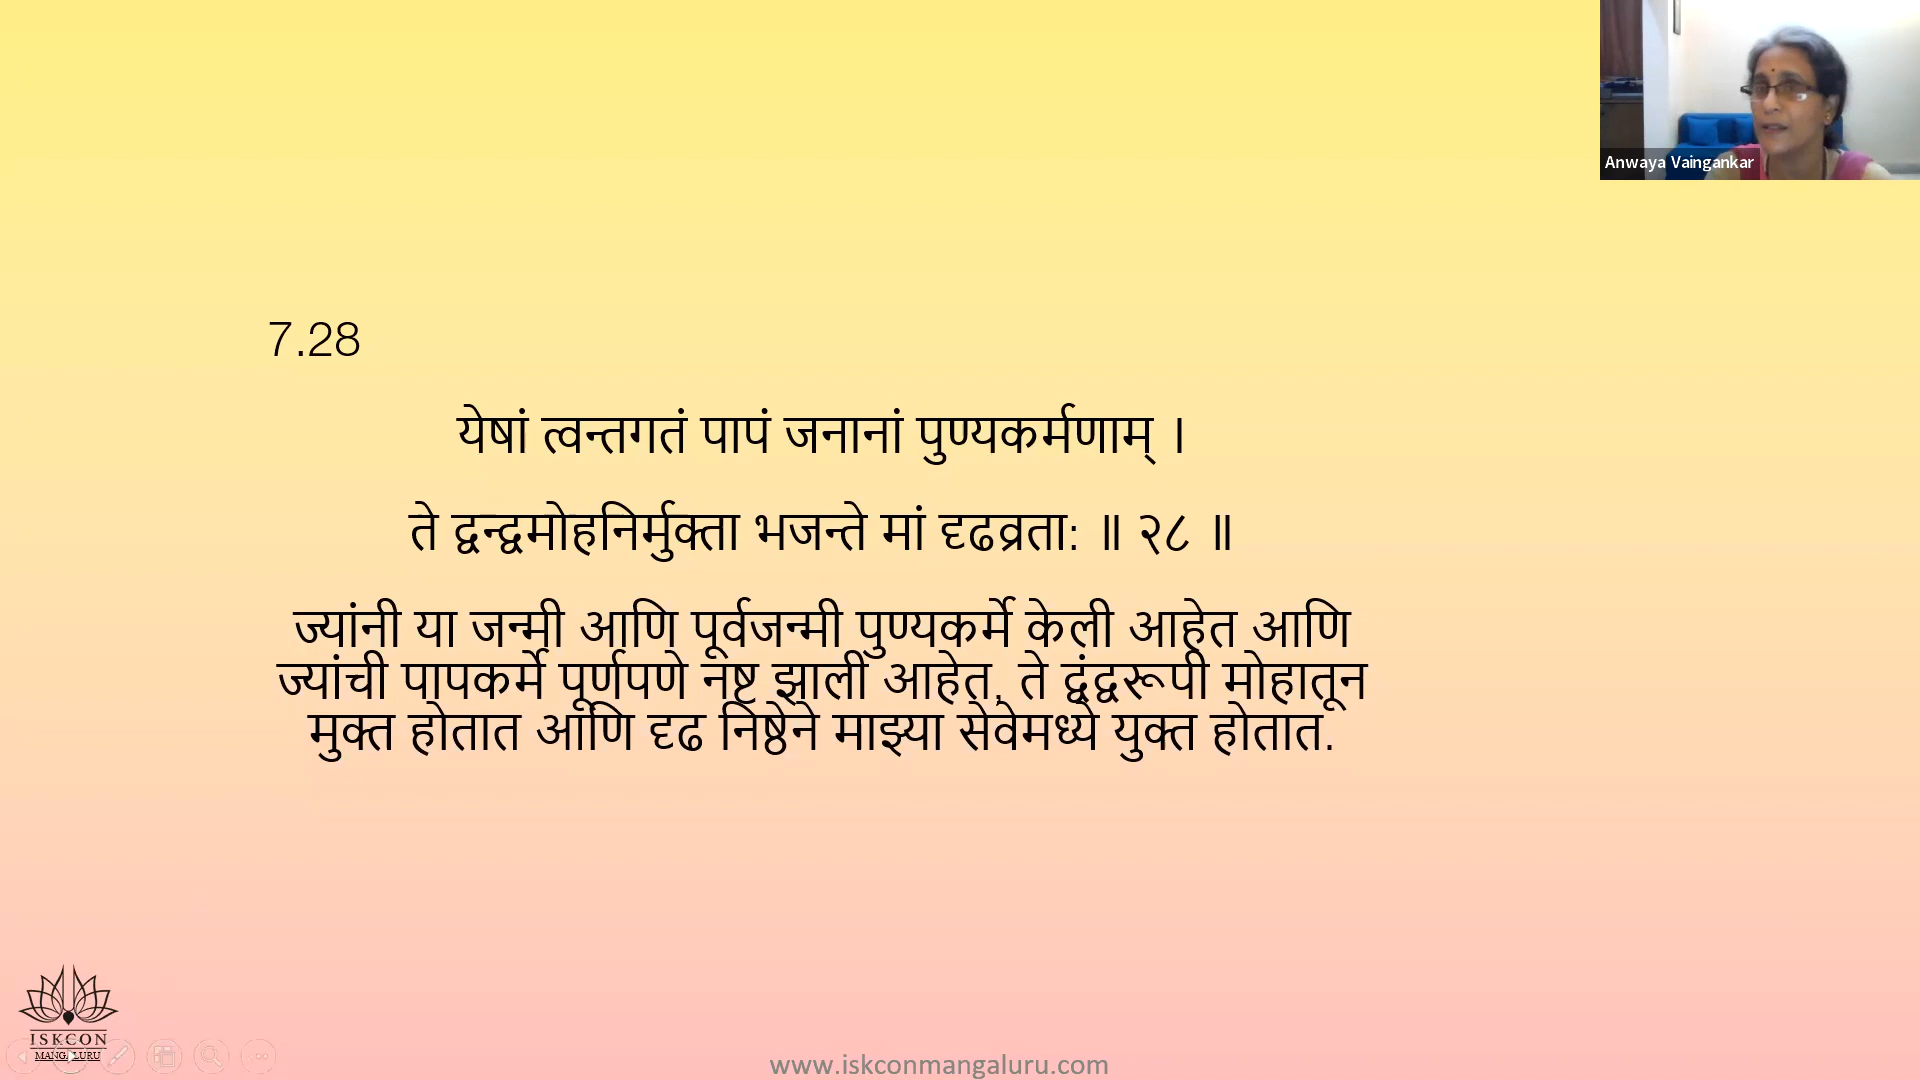 Anwaya Vaingankar
7.28
येषां त्वन्तगतं पापं जनानां पुण्यकर्मणाम् ।
ते द्वन्द्वमोहनिर्मुक्ता भजन्ते मां दृढव्रताः ॥ २८ ॥
ज्यांनी या जन्मी आणि पूर्वजन्मी पुण्यकर्मे केली आहेत आणि
ज्यांची पापकर्मे पूर्णपणे नष्ट झाली आहेत, ते द्वंद्वरूपी मोहातून
मुक्त होतात आणि दृढ निष्ठेने माझ्या सेवेमध्ये युक्त होतात.
ISKCON
MANGALURU
www.iskconmangaluru.com